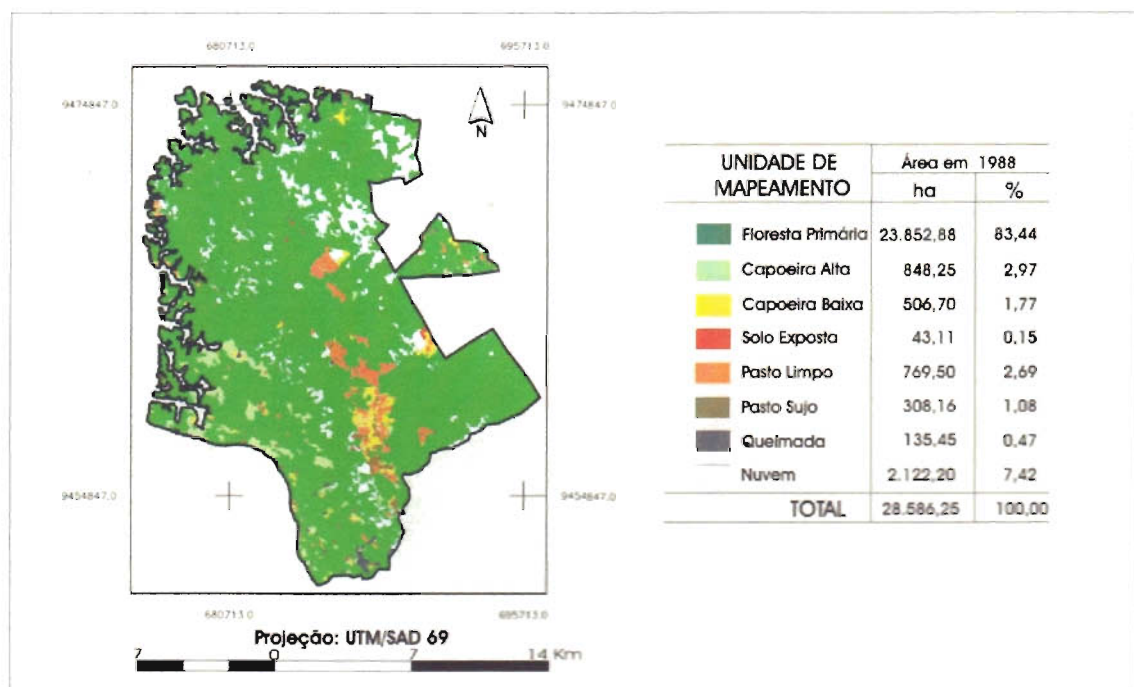 680713.0 695713.0
9474847.0 9474847.0
N
9454847.0 9454847.0
680713.0 695713.0
Projeção: UTM/SAD 69
7 0 7 14 Km
UNIDADE DE MAPEAMENTO Área em 1988
ha %
Floresta Primária 23.852,88 83,44
Capoeira Alta 848,25 2,97
Capoeira Baixa 506,70 1,77
Solo Exposta 43,11 0,15
Pasto Limpo 769,50 2,69
Pasto Sujo 308,16 1,08
Queimada 135,45 0,47
Nuvem 2.122,20 7,42
TOTAL 28.586,25 100,00